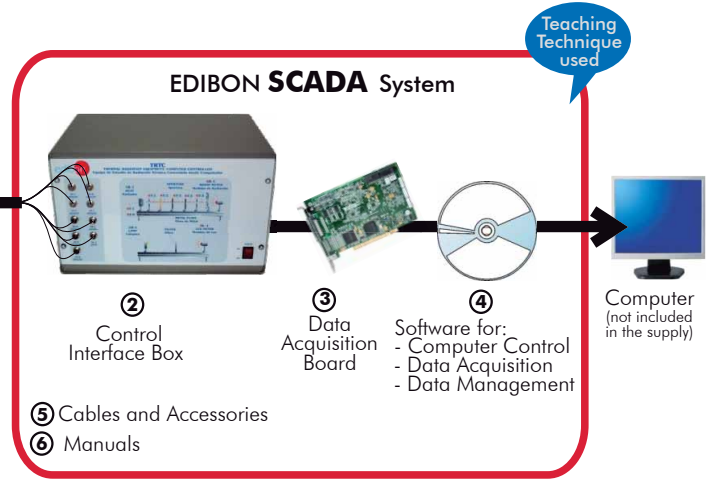 Teaching
Technique
used
EDIBON SCADA System
TRTC
2
Control
Interface Box
3
Data
Acquisition
Board
4
Software for:
- Computer Control
- Data Acquisition
- Data Management
Computer
(not included
in the supply)
5 Cables and Accessories
6 Manuals